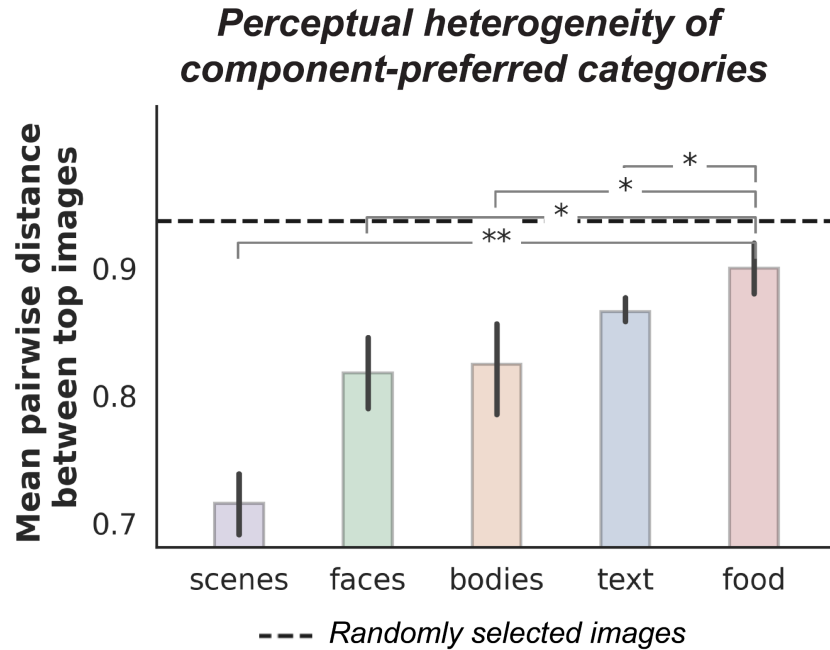 Perceptual heterogeneity of
component-preferred categories
Mean pairwise distance
between top images
0.9
0.8
0.7
*
*
*
**
scenes
faces
bodies
text
food
Randomly selected images